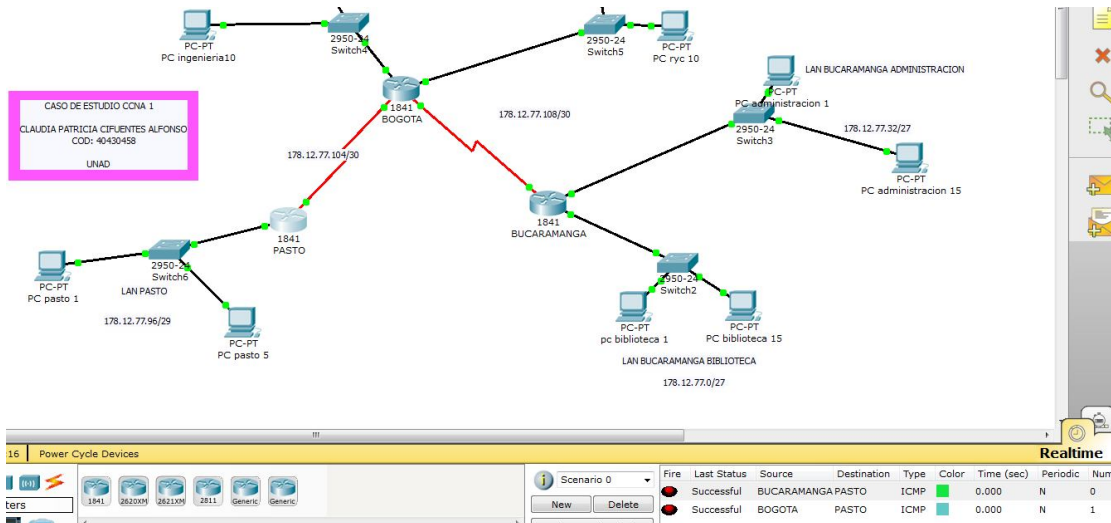 PC-PT
PC ingenieria10
2950-24
Switch4
2950-24
Switch5
PC-PT
PC ryc 10
1841
BOGOTA
LAN BUCARAMANGA ADMINISTRACION
PC-PT
PC administracion 1
178.12.77.108/30
2950-24
Switch3
178.12.77.32/27
PC-PT
PC administracion 15
CASO DE ESTUDIO CCNA 1
CLAUDIA PATRICIA CIFUENTES ALFONSO
COD: 40430458
UNAD
178.12.77.104/30
1841
PASTO
1841
BUCARAMANGA
2950-24
Switch6
PC-PT
PC pasto 1
LAN PASTO
178.12.77.96/29
PC-PT
PC pasto 5
2950-24
Switch2
PC-PT
pc biblioteca 1
PC-PT
PC biblioteca 15
LAN BUCARAMANGA BIBLIOTECA
178.12.77.0/27
16 Power Cycle Devices
Realtime
1841 2620XM 2621XM 2811 Generic Generic
ters
Scenario 0
New Delete
Fire Last Status Source Destination Type Color Time (sec) Periodic Num
Successful BUCARAMANGA PASTO ICMP 0.000 N 0
Successful BOGOTA PASTO ICMP 0.000 N 1